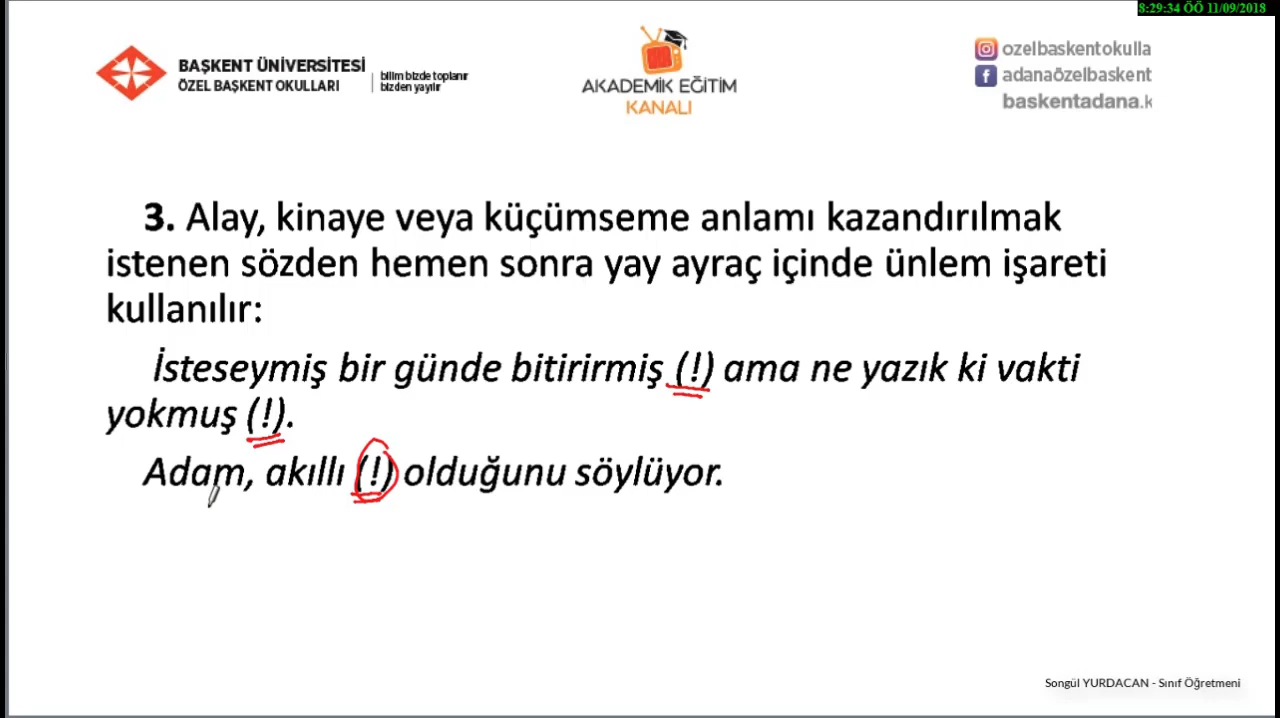 8:29:34 ÖÖ 11/09/2018
BAŞKENT ÜNİVERSİTESİ
ÖZEL BAŞKENT OKULLARI
bilim bizde toplanır
bizden yayılır
AKADEMİK EĞİTİM
KANALI
ozelbaskentokulla
adanaözelbaskent
baskentadana.k
3. Alay, kinaye veya küçümseme anlamı kazandırılmak
istenen sözden hemen sonra yay ayraç içinde ünlem işareti
kullanılır:
İsteseymiş bir günde bitirirmiş (!) ama ne yazık ki vakti
yokmuş (!).
Adam, akıllı (!) olduğunu söylüyor.
Songül YURDACAN - Sınıf Öğretmeni